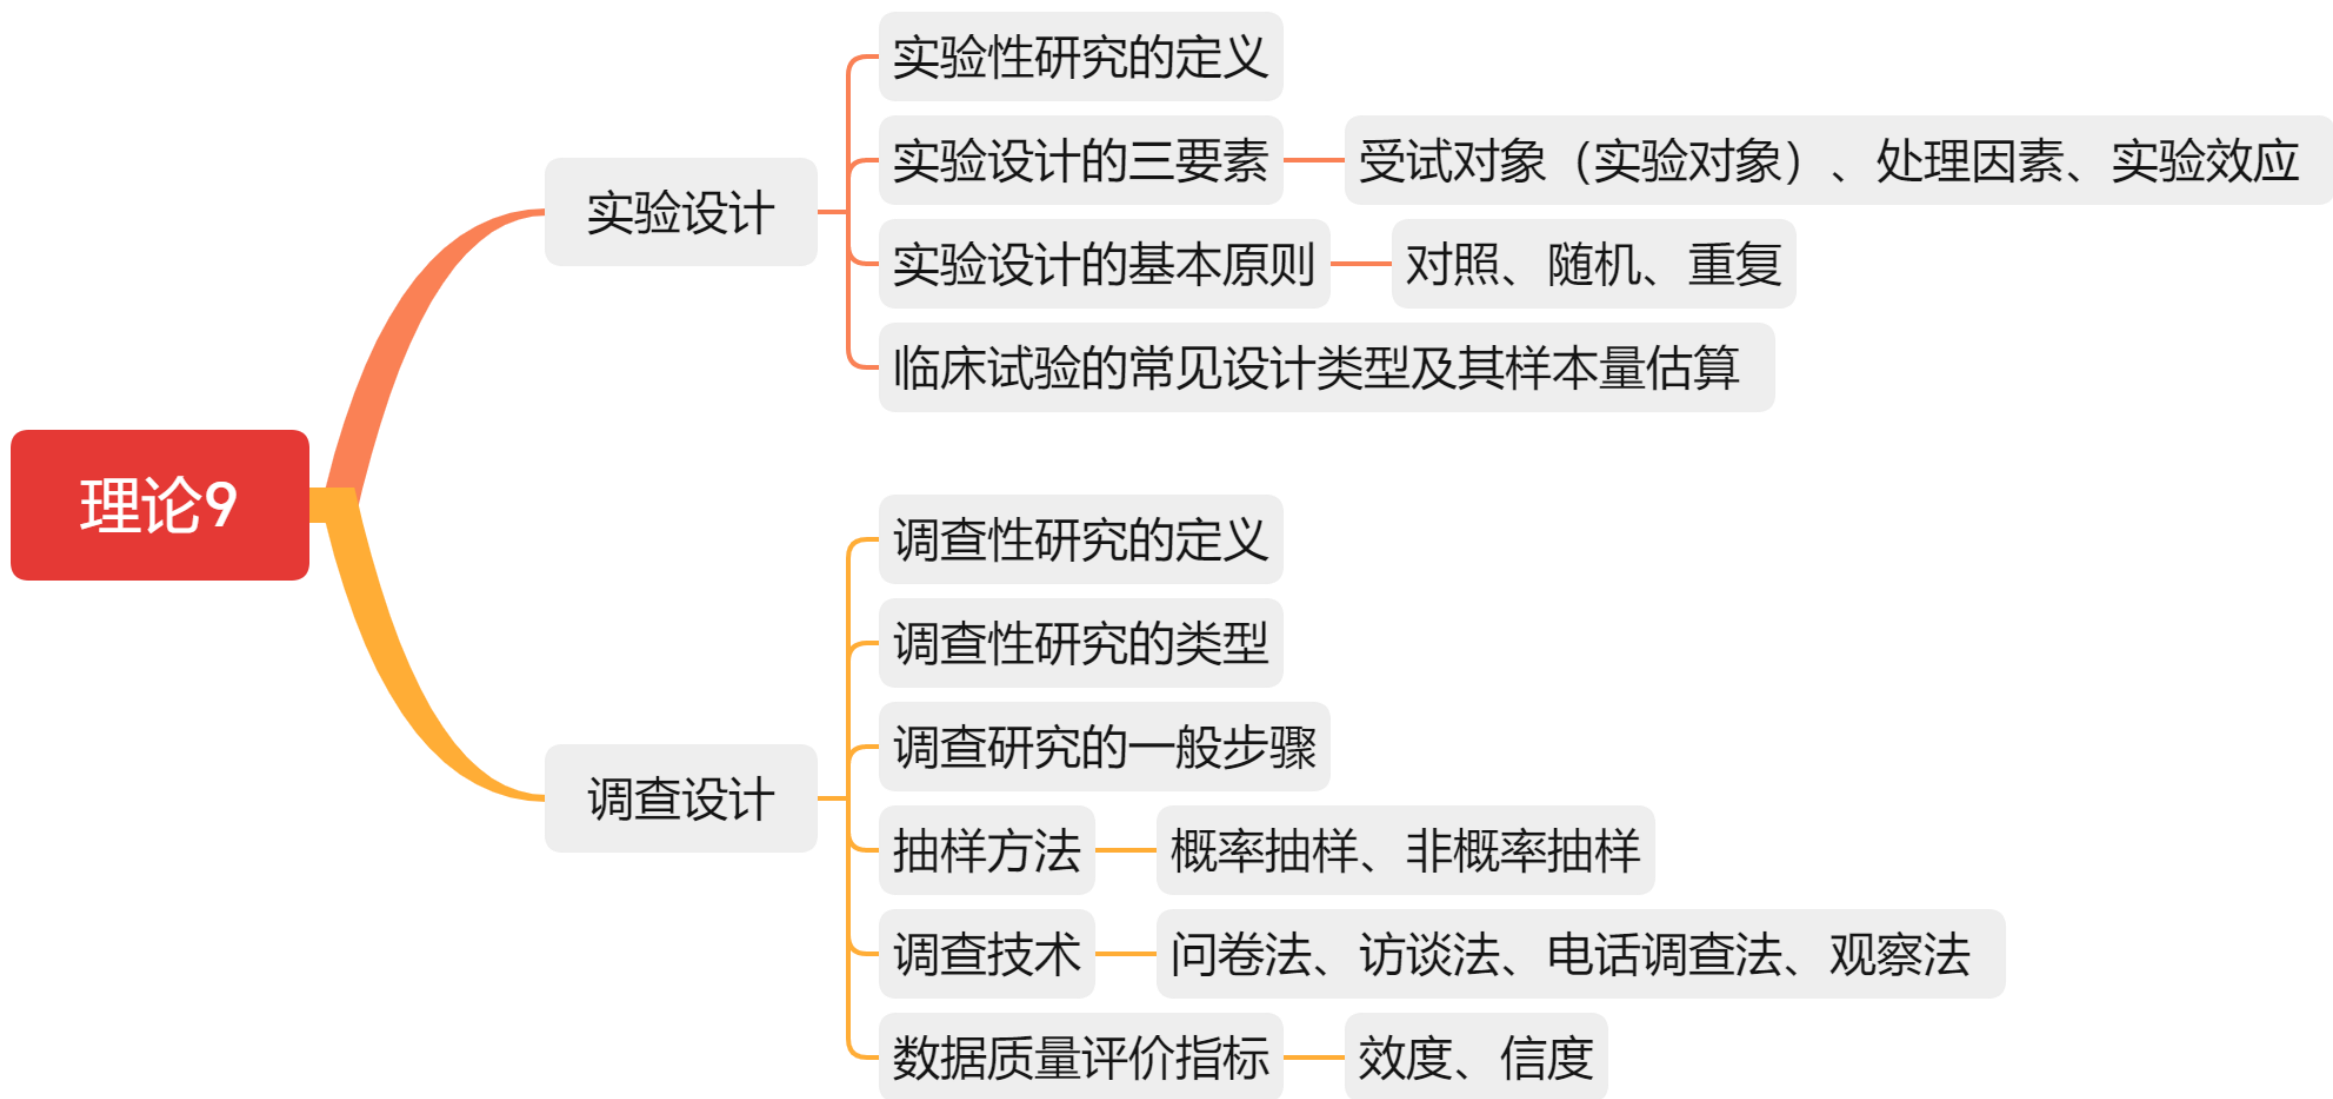 理论9
实验设计
实验性研究的定义
实验设计的三要素
受试对象（实验对象）、处理因素、实验效应
实验设计的基本原则
对照、随机、重复
临床试验的常见设计类型及其样本量估算
调查设计
调查性研究的定义
调查性研究的类型
调查研究的一般步骤
抽样方法
概率抽样、非概率抽样
调查技术
问卷法、访谈法、电话调查法、观察法
数据质量评价指标
效度、信度